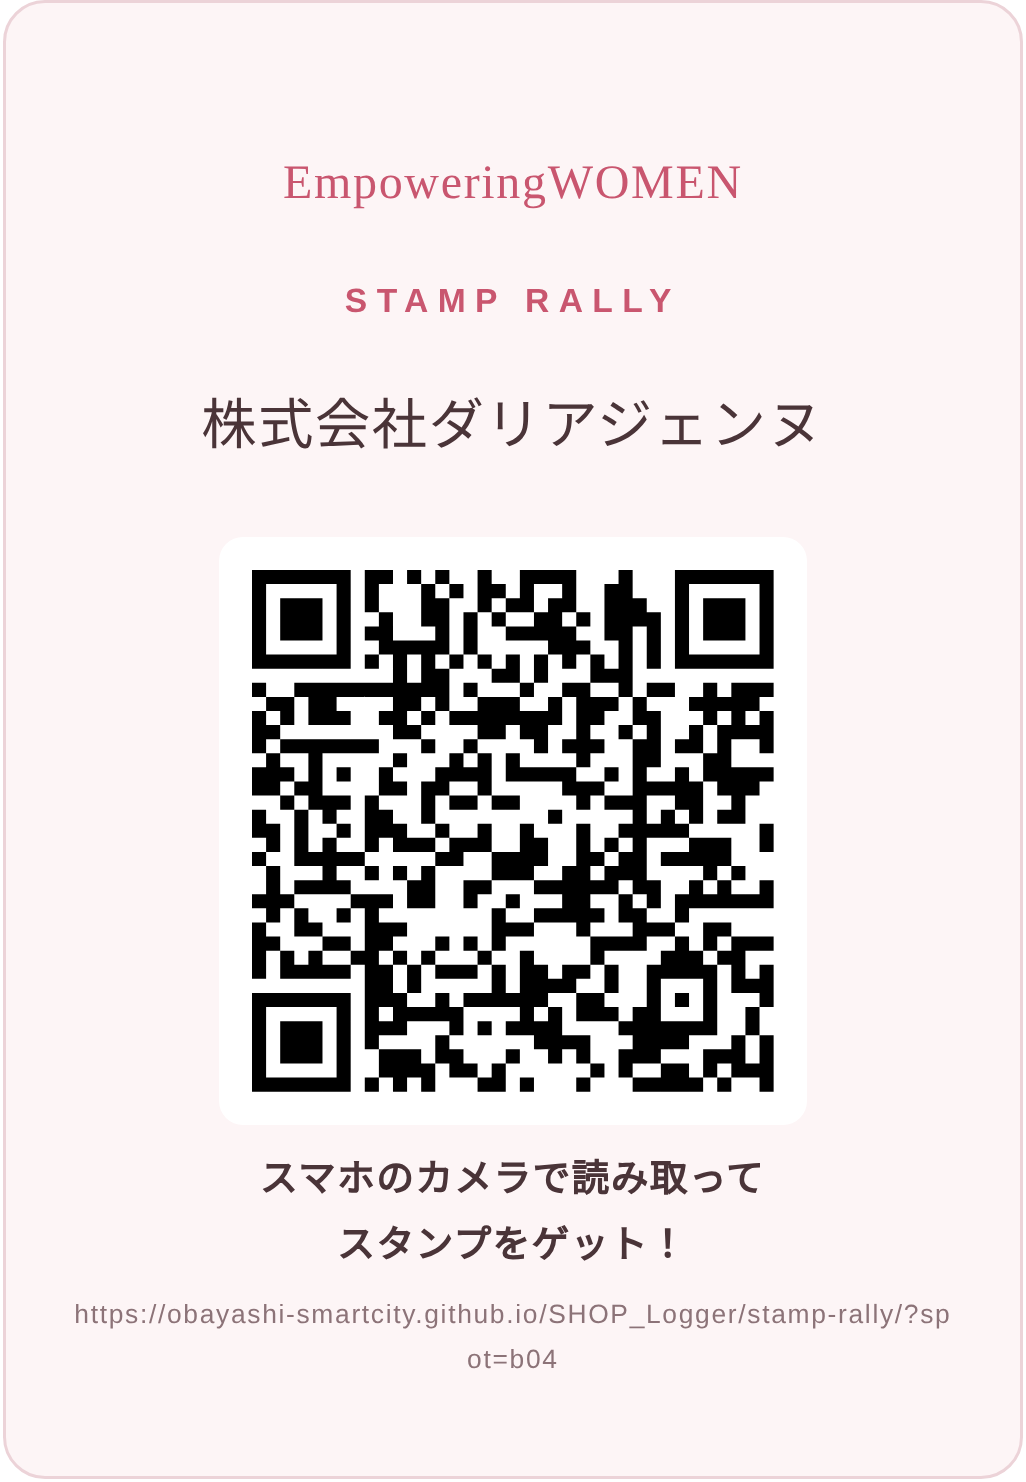 EmpoweringWOMEN
STAMP RALLY
株式会社ダリアジェンヌ
スマホのカメラで読み取って
スタンプをゲット！
https://obayashi-smartcity.github.io/SHOP_Logger/stamp-rally/?sp
ot=b04